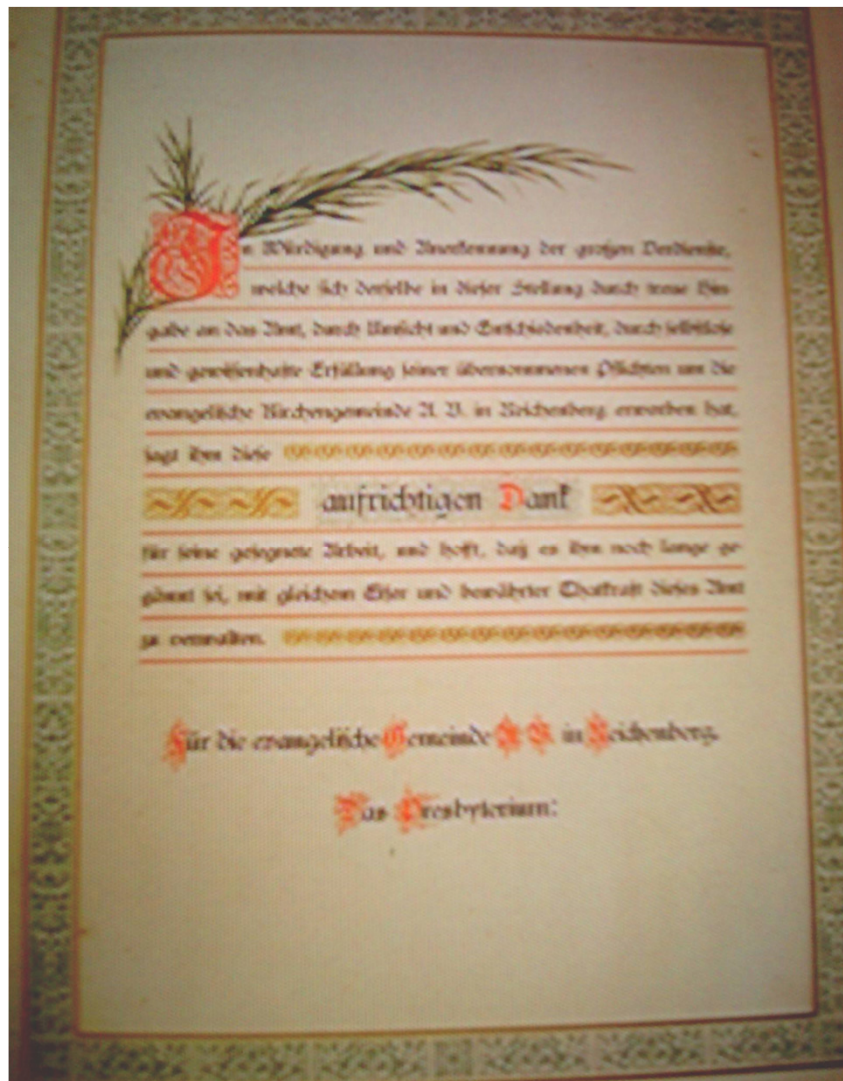 In Würdigung und Anerkennung der großen Verdienste,
welche sich derselbe in dieser Stellung durch treue Hin-
gabe an das Amt, durch Umsicht und Entschiedenheit, durch selbstlose
und gewissenhafte Erfüllung seiner übernommenen Pflichten um die
evangelische Kirchengemeinde A. B. in Reichenberg erworben hat,
sagt ihm diese
aufrichtigen Dank
für seine gesegnete Arbeit, und hofft, daß es ihm noch lange ge-
gönnt sei, mit gleichem Eifer und bewährter Thatkraft dieses Amt
zu verwalten.
Für die evangelische Gemeinde A. B. in Reichenberg.
Das Presbyterium: